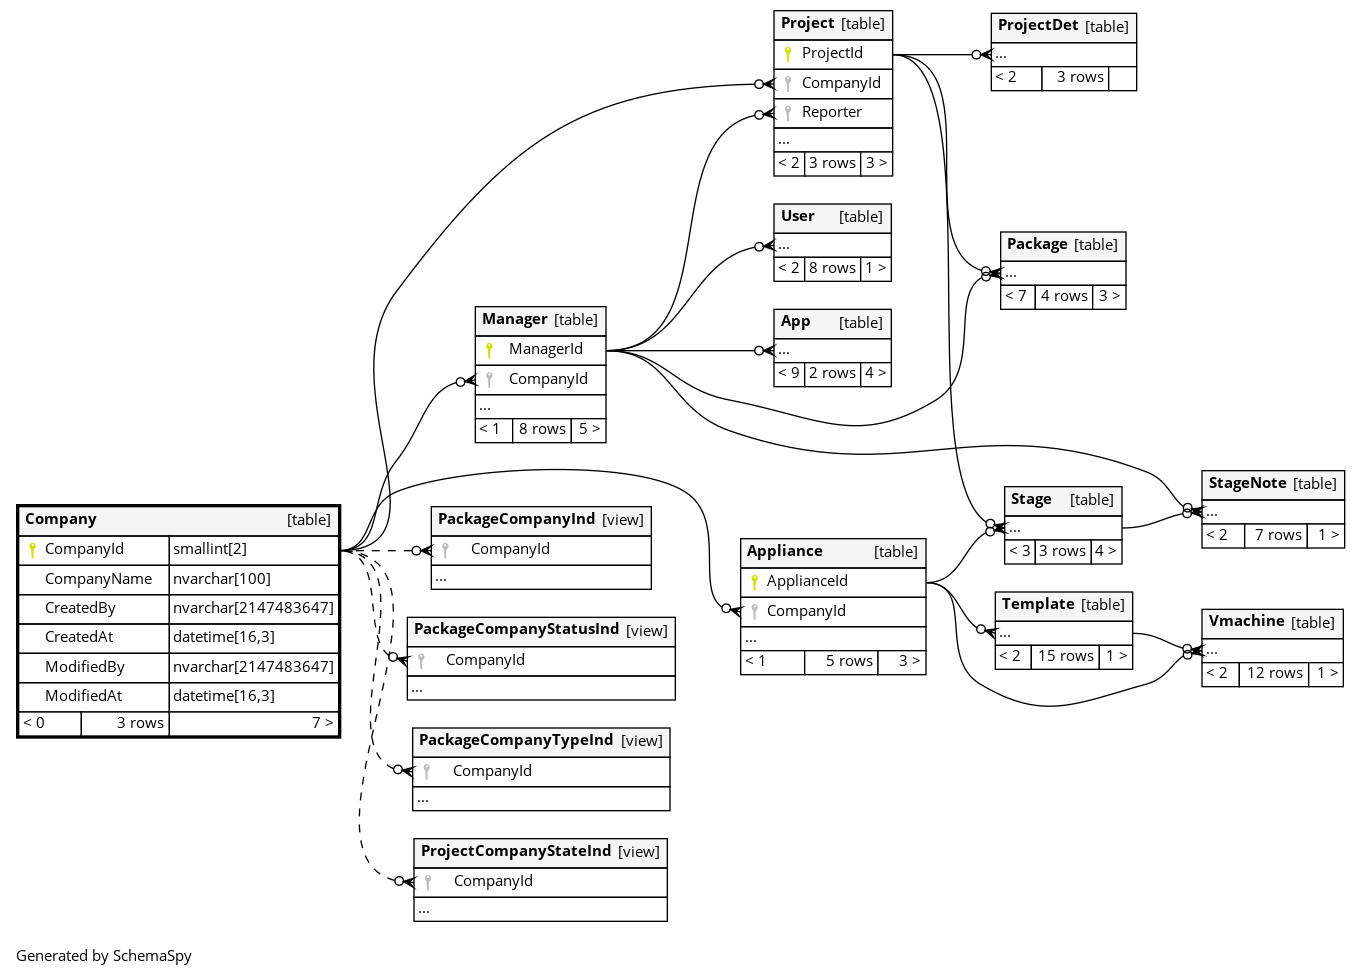 Project [table]
ProjectId
CompanyId
Reporter
...
< 2 3 rows 3 >
ProjectDet [table]
...
< 2 3 rows
User [table]
...
< 2 8 rows 1 >
Package [table]
...
< 7 4 rows 3 >
Manager [table]
ManagerId
CompanyId
...
< 1 8 rows 5 >
App [table]
...
< 9 2 rows 4 >
Company [table]
CompanyId smallint[2]
CompanyName nvarchar[100]
CreatedBy nvarchar[2147483647]
CreatedAt datetime[16,3]
ModifiedBy nvarchar[2147483647]
ModifiedAt datetime[16,3]
< 0 3 rows 7 >
PackageCompanyInd [view]
CompanyId
...
PackageCompanyStatusInd [view]
CompanyId
...
PackageCompanyTypeInd [view]
CompanyId
...
ProjectCompanyStateInd [view]
CompanyId
...
Appliance [table]
ApplianceId
CompanyId
...
< 1 5 rows 3 >
Stage [table]
...
< 3 3 rows 4 >
StageNote [table]
...
< 2 7 rows 1 >
Template [table]
...
< 2 15 rows 1 >
Vmachine [table]
...
< 2 12 rows 1 >
Generated by SchemaSpy